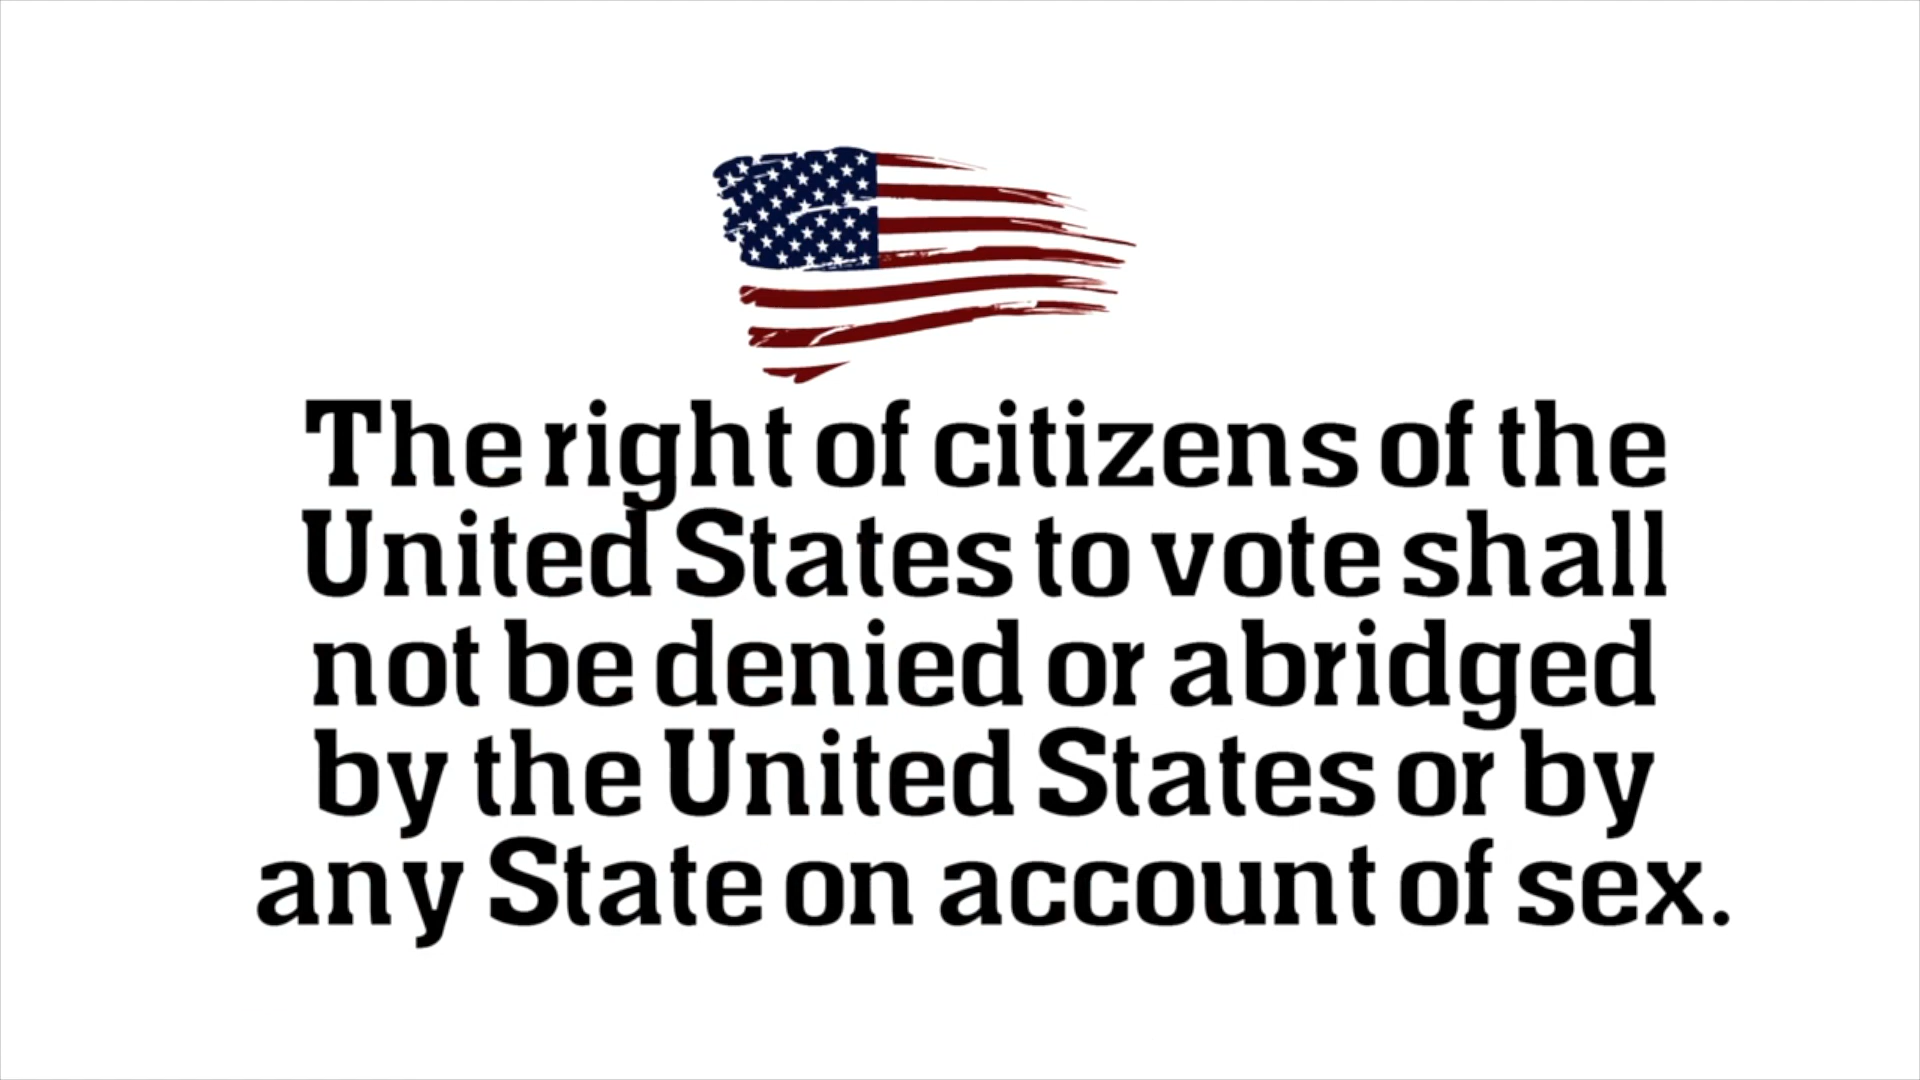 The right of citizens of the
United States to vote shall
not be denied or abridged
by the United States or by
any State on account of sex.